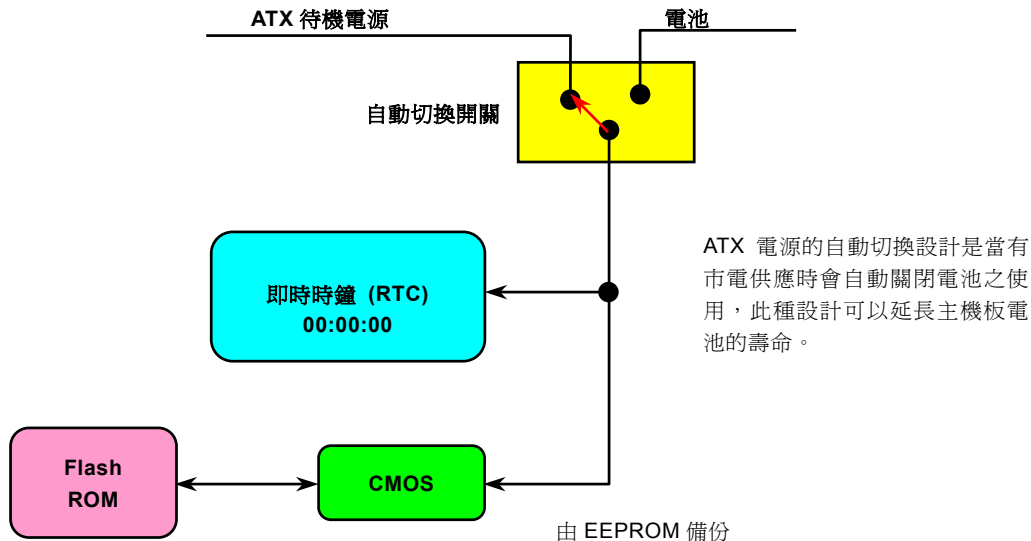 ATX 待機電源
電池
自動切換開關
ATX 電源的自動切換設計是當有
市電供應時會自動關閉電池之使
用，此種設計可以延長主機板電
池的壽命。
即時時鐘 (RTC)
00:00:00
Flash
ROM
CMOS
由 EEPROM 備份